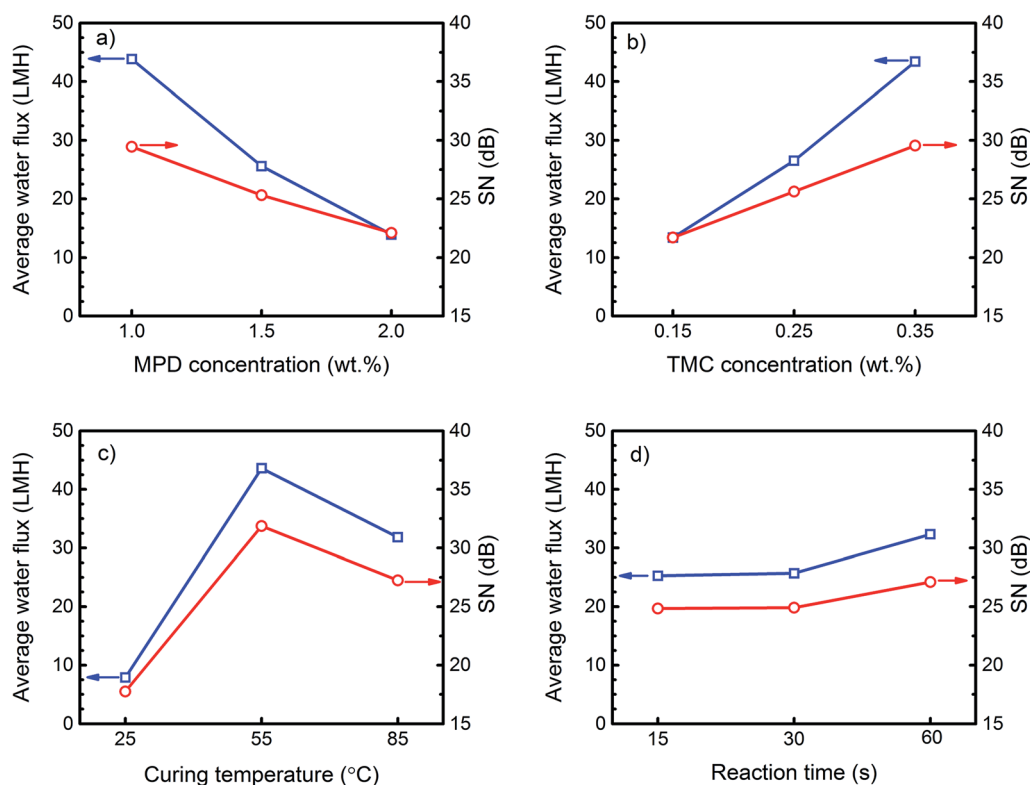 a)
50
40
30
20
10
0
Average water flux (LMH)
40
35
30
25
20
15
SN (dB)
1.0 1.5 2.0
MPD concentration (wt.%)
b)
50
40
30
20
10
0
Average water flux (LMH)
40
35
30
25
20
15
SN (dB)
0.15 0.25 0.35
TMC concentration (wt.%)
c)
50
40
30
20
10
0
Average water flux (LMH)
40
35
30
25
20
15
SN (dB)
25 55 85
Curing temperature (°C)
d)
50
40
30
20
10
0
Average water flux (LMH)
40
35
30
25
20
15
SN (dB)
15 30 60
Reaction time (s)